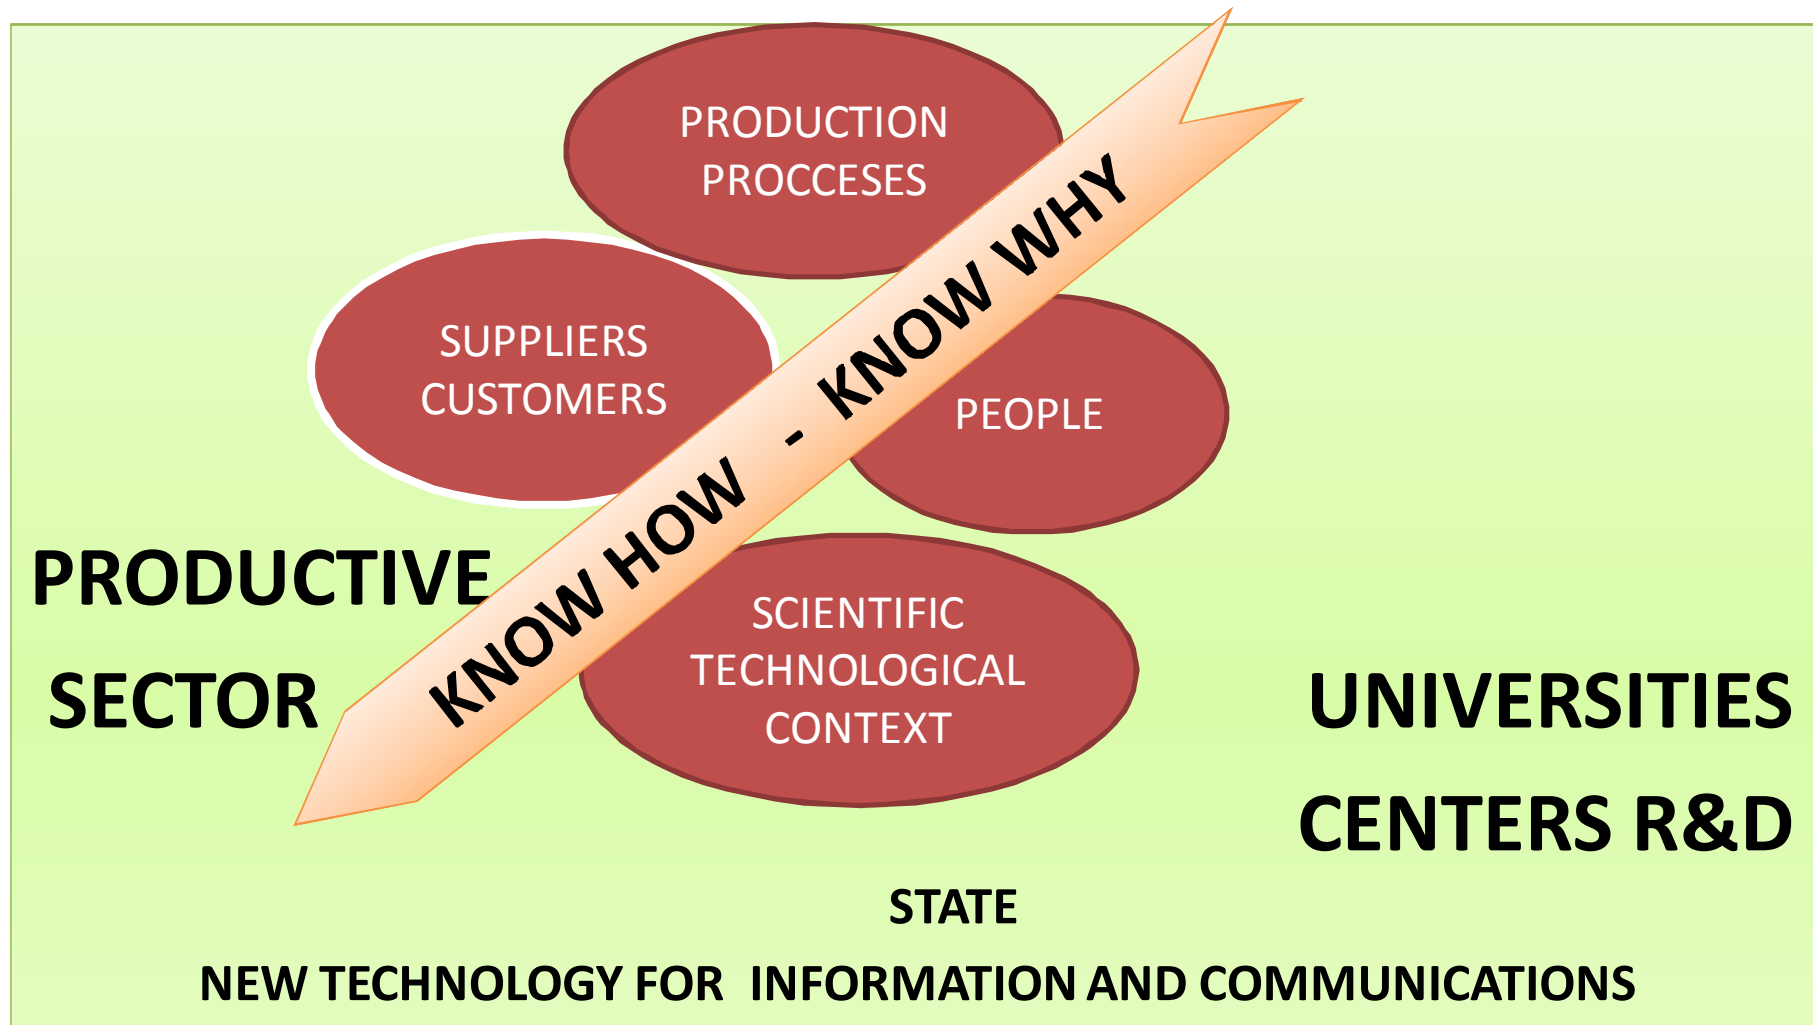 PRODUCTION
PROCCESES
SUPPLIERS
CUSTOMERS
PEOPLE
KNOW HOW - KNOW WHY
SCIENTIFIC
TECHNOLOGICAL
CONTEXT
PRODUCTIVE
SECTOR
UNIVERSITIES
CENTERS R&D
STATE
NEW TECHNOLOGY FOR INFORMATION AND COMMUNICATIONS